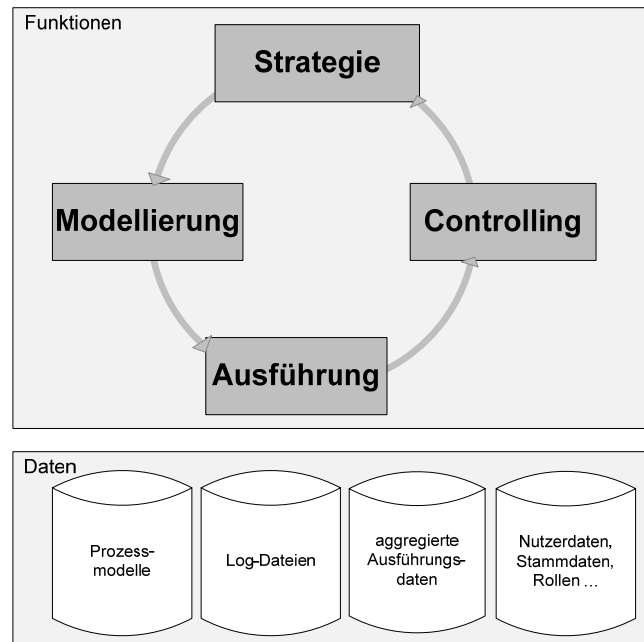 Funktionen
Strategie
Modellierung
Controlling
Ausführung
Daten
Prozess-
modelle
Log-Dateien
aggregierte
Ausführungs-
daten
Nutzerdaten,
Stammdaten,
Rollen ...